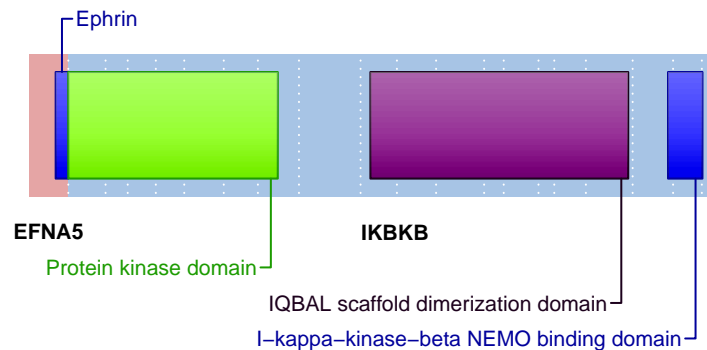 Ephrin
EFNA5
IKBKB
Protein kinase domain
IQBAL scaffold dimerization domain
I−kappa−kinase−beta NEMO binding domain